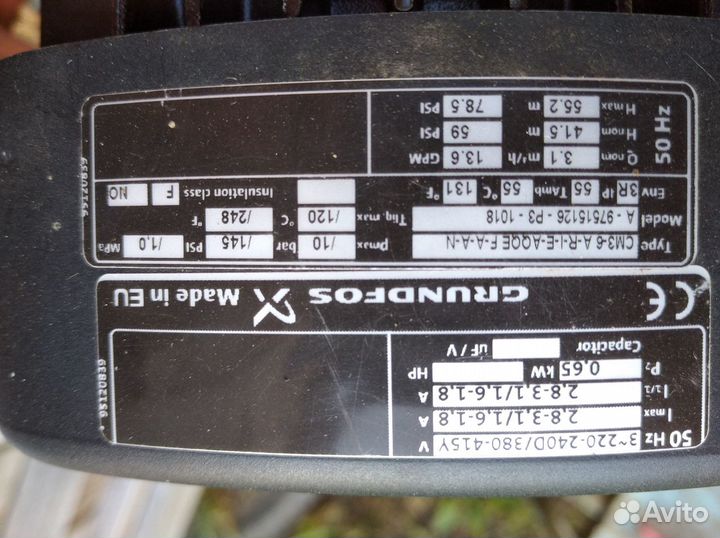 50 Hz 3~220-240D/380-415Y V
I max 2,8-3,1/1,6-1,8 A
I 1/1 2,8-3,1/1,6-1,8 A
P₂ 0,65 kW HP
Capacitor uF / V
95120839
CE GRUNDFOS Made in EU
Type CM3-6 A-R-I-E-AQQE F-A-A-N
pmax /10 bar /145 PSI /1.0 MPa
Model A - 97515126 - P3 - 1018
Tliq. max /120 °C /248 °F
Env 3R IP 55 TAmb 55 °C 131 °F
Insulation class F NO
50 Hz
Q nom 3.1 m³/h 13.6 GPM
H nom 41.5 m 59 PSI
H max 55.2 m 78.5 PSI
95120839
Avito